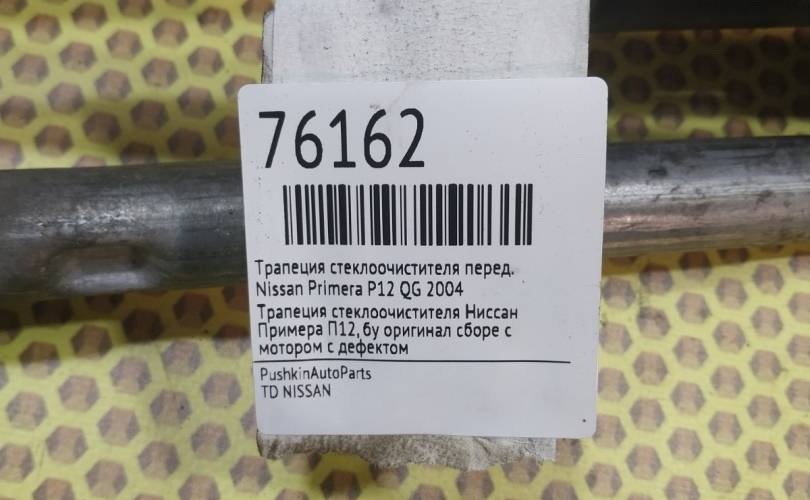 76162
Трапеция стеклоочистителя перед.
Nissan Primera P12 QG 2004
Трапеция стеклоочистителя Ниссан
Примера П12, бу оригинал сборе с
мотором с дефектом
PushkinAutoParts
TD NISSAN